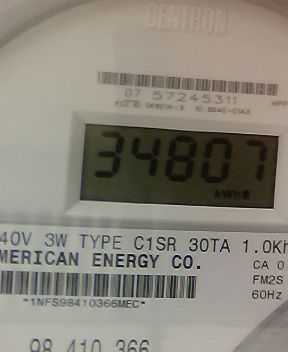 CENTRON
07 57245311
34807
kWh
40V 3W TYPE C1SR 30TA 1.0Kh
MERICAN ENERGY CO.
CA 0
FM2S
60Hz
*1NFS98410366MEC*
98 410 366